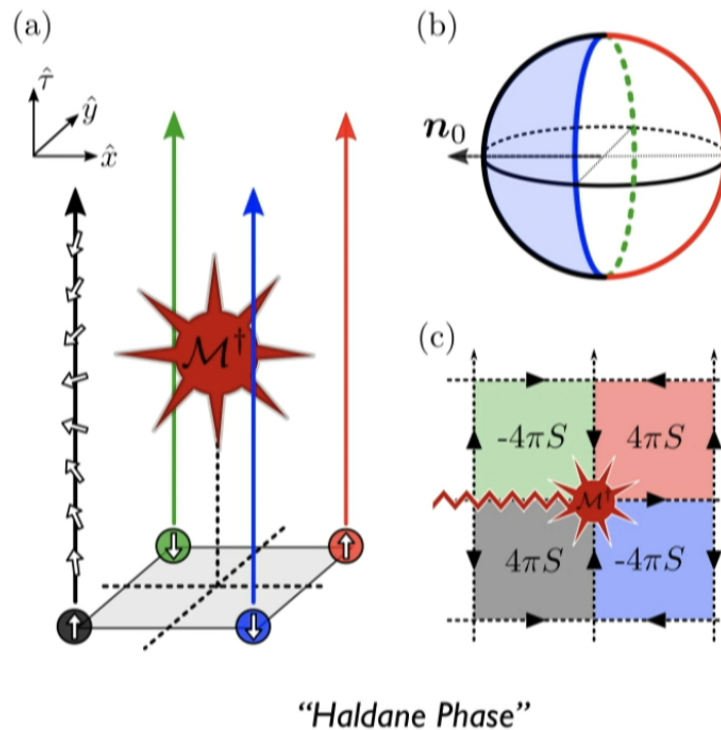 (a)
τ̂
ŷ
x̂
M†
(b)
n₀
(c)
-4πS
4πS
M†
4πS
-4πS
"Haldane Phase"